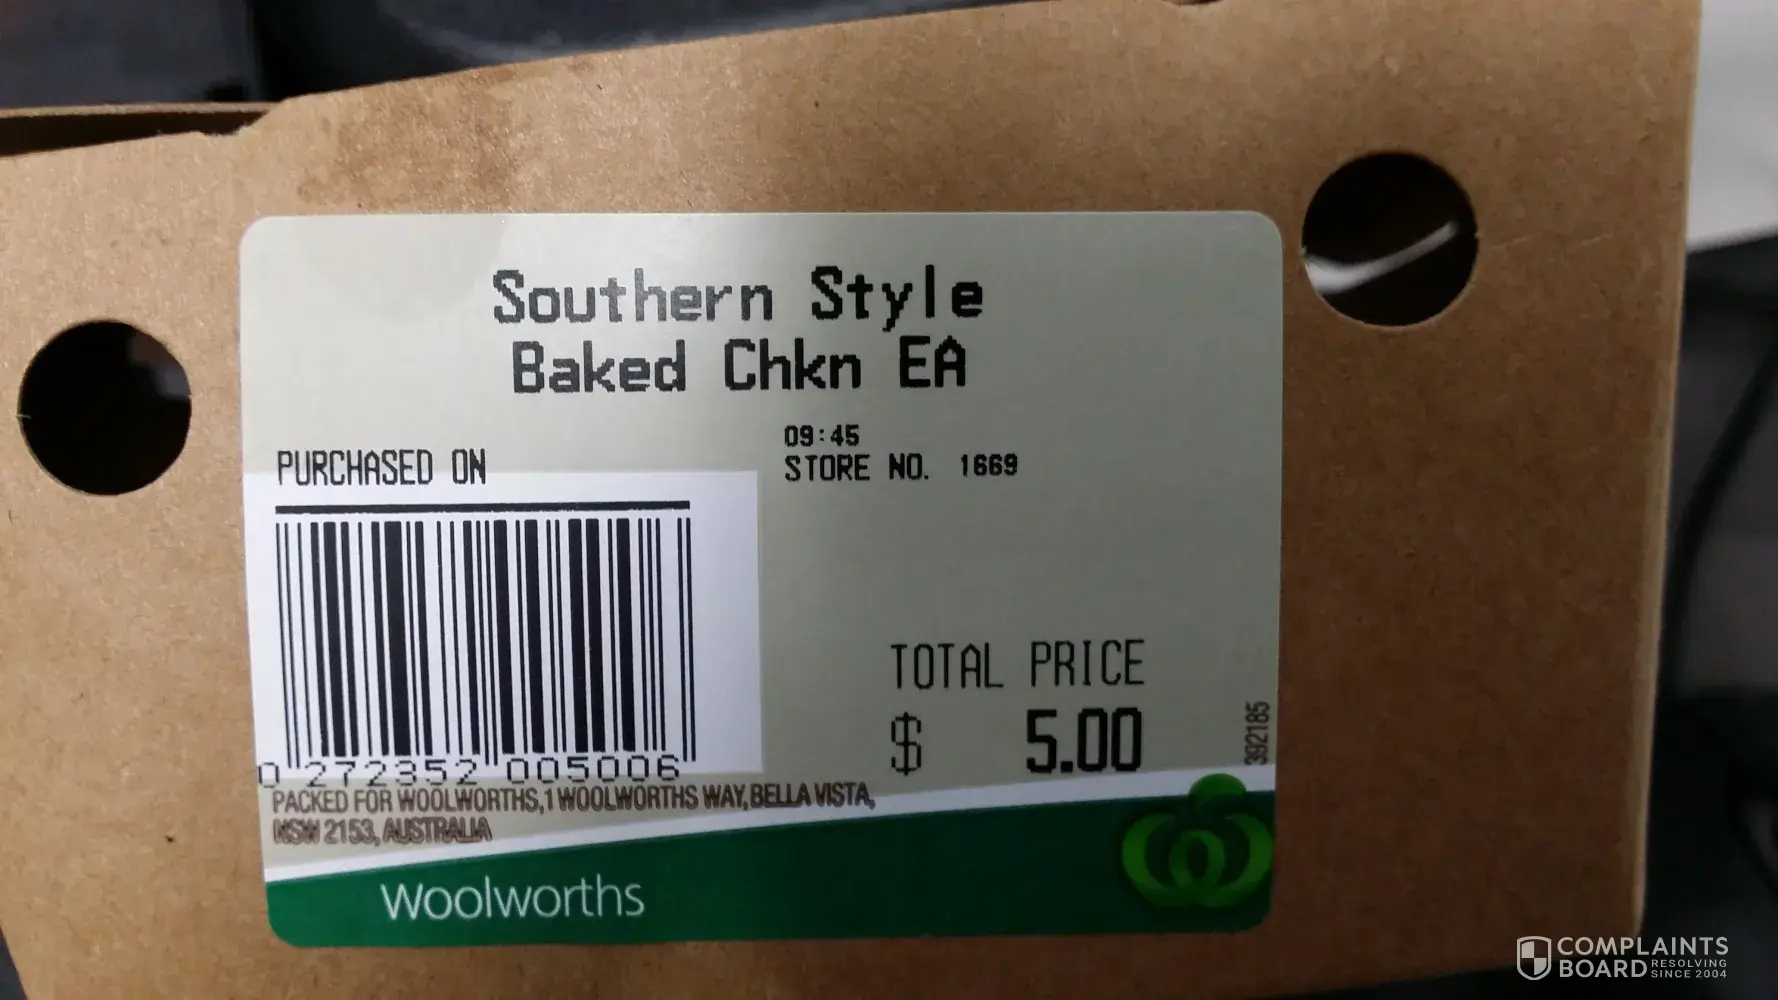 Southern Style
Baked Chkn EA
09:45
PURCHASED ON
STORE NO. 1669
TOTAL PRICE
$ 5.00
392185
0 272352 005006
PACKED FOR WOOLWORTHS, 1 WOOLWORTHS WAY, BELLA VISTA,
NSW 2153, AUSTRALIA
Woolworths
COMPLAINTS
BOARD RESOLVING
SINCE 2004